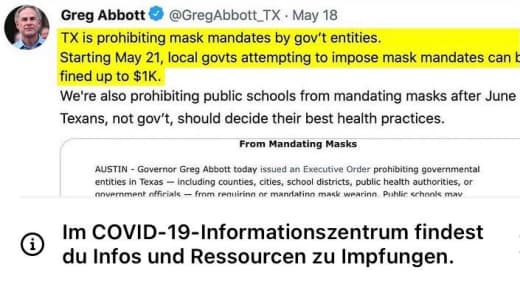 Greg Abbott @GregAbbott_TX · May 18
TX is prohibiting mask mandates by gov't entities.
Starting May 21, local govts attempting to impose mask mandates can b
fined up to $1K.
We're also prohibiting public schools from mandating masks after June
Texans, not gov't, should decide their best health practices.
From Mandating Masks
AUSTIN - Governor Greg Abbott today issued an Executive Order prohibiting governmental
entities in Texas — including counties, cities, school districts, public health authorities, or
government officials — from requiring or mandating mask wearing. Public schools may
Im COVID-19-Informationszentrum findest
du Infos und Ressourcen zu Impfungen.